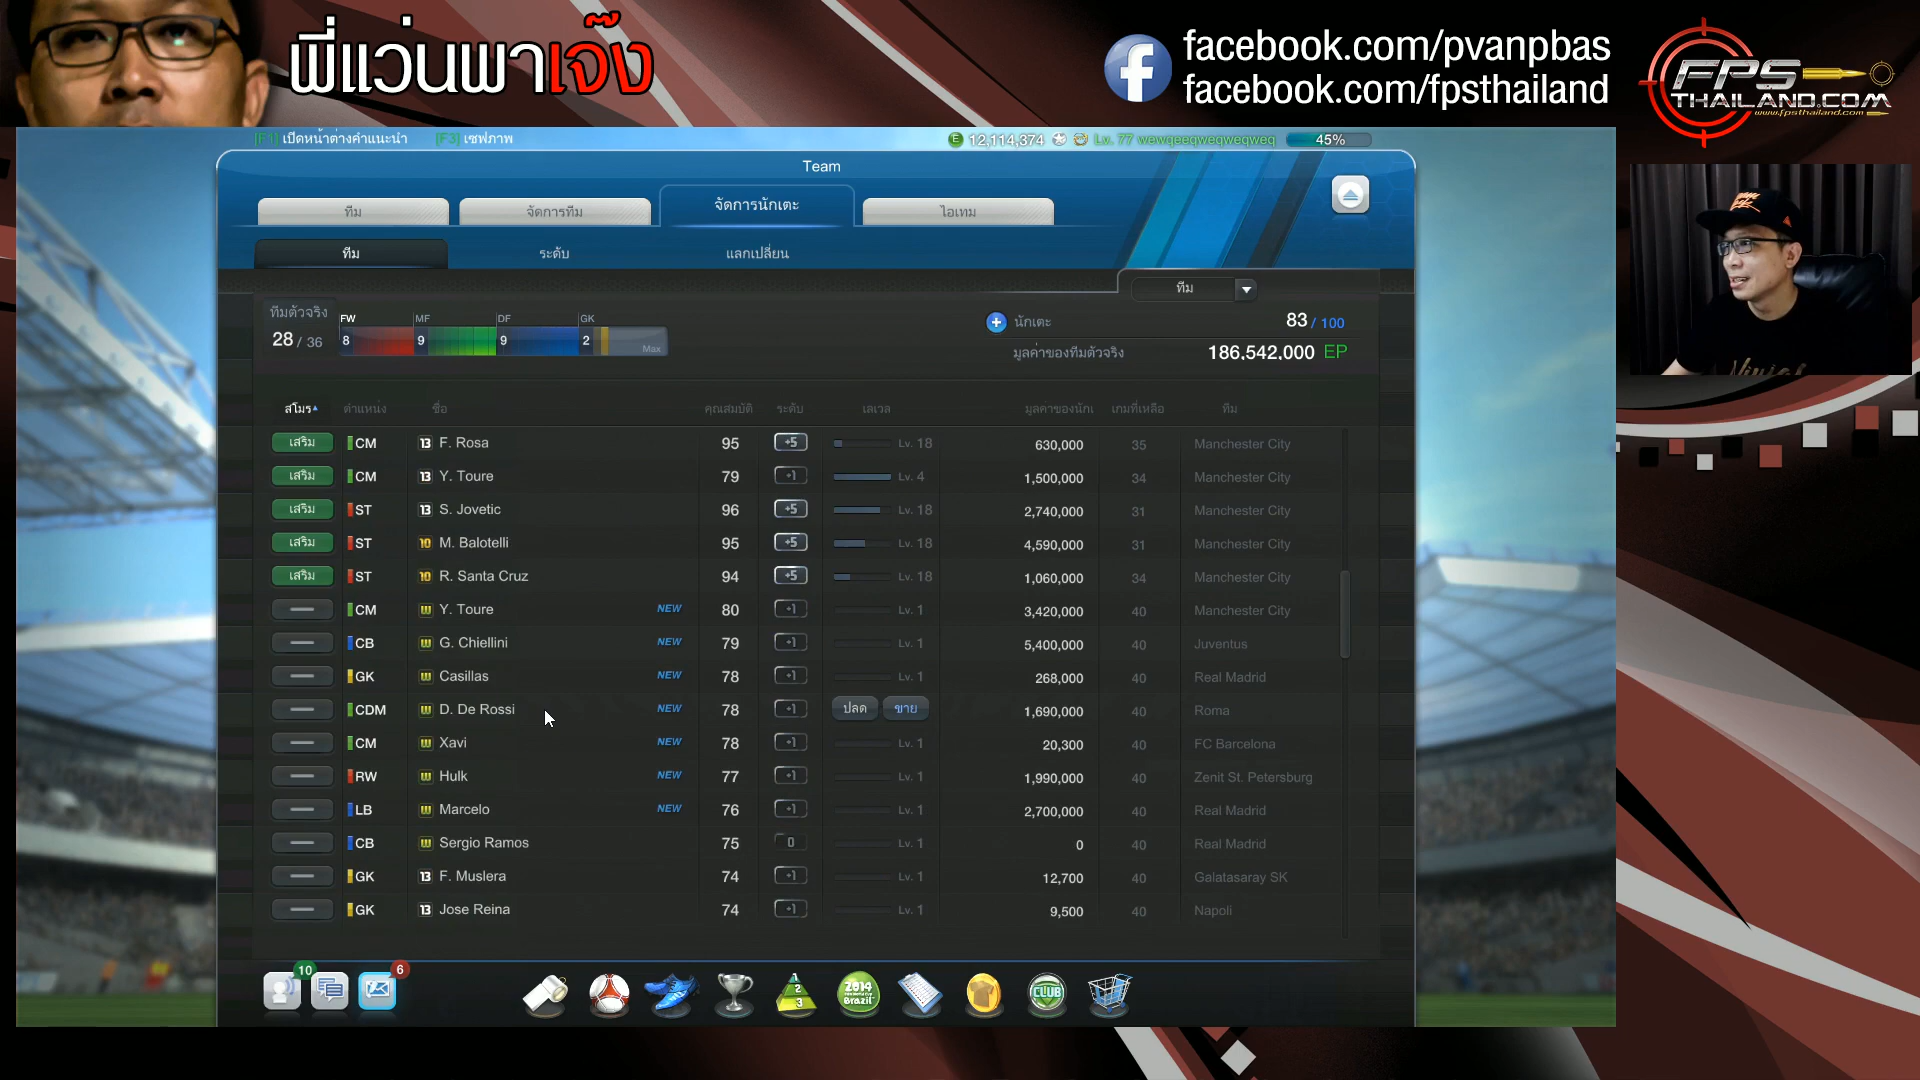 พี่แว่นพาเจ๊ง
facebook.com/pvanpbas
facebook.com/fpsthailand
FPS
THAILAND.COM
www.fpsthailand.com
[F1] เปิดหน้าต่างคำแนะนำ [F3] เซฟภาพ
E 12,114,374 Lv. 77 wewqeeqweqweqweq 45%
Team
ทีม จัดการทีม จัดการนักเตะ ไอเทม
ทีม ระดับ แลกเปลี่ยน
ทีม
ทีมตัวจริง
28 / 36
FW MF DF GK
8 9 9 2 Max
นักเตะ 83 / 100
มูลค่าของทีมตัวจริง 186.542.000 EP
สโมร ตำแหน่ง ชื่อ คุณสมบัติ ระดับ เลเวล มูลค่าของนักเ เกมที่เหลือ ทีม
เสริม CM 13 F. Rosa 95 +5 Lv. 18 630,000 35 Manchester City
เสริม CM 13 Y. Toure 79 +1 Lv. 4 1,500,000 34 Manchester City
เสริม ST 13 S. Jovetic 96 +5 Lv. 18 2,740,000 31 Manchester City
เสริม ST 10 M. Balotelli 95 +5 Lv. 18 4,590,000 31 Manchester City
เสริม ST 10 R. Santa Cruz 94 +5 Lv. 18 1,060,000 34 Manchester City
CM W Y. Toure NEW 80 +1 Lv. 1 3,420,000 40 Manchester City
CB W G. Chiellini NEW 79 +1 Lv. 1 5,400,000 40 Juventus
GK W Casillas NEW 78 +1 Lv. 1 268,000 40 Real Madrid
CDM W D. De Rossi NEW 78 +1 ปลด ขาย 1,690,000 40 Roma
CM W Xavi NEW 78 +1 Lv. 1 20,300 40 FC Barcelona
RW W Hulk NEW 77 +1 Lv. 1 1,990,000 40 Zenit St. Petersburg
LB W Marcelo NEW 76 +1 Lv. 1 2,700,000 40 Real Madrid
CB W Sergio Ramos 75 0 Lv. 1 0 40 Real Madrid
GK 13 F. Muslera 74 +1 Lv. 1 12,700 40 Galatasaray SK
GK 13 Jose Reina 74 +1 Lv. 1 9,500 40 Napoli
10 6
1 2 3
2014
Brazil
CLUB